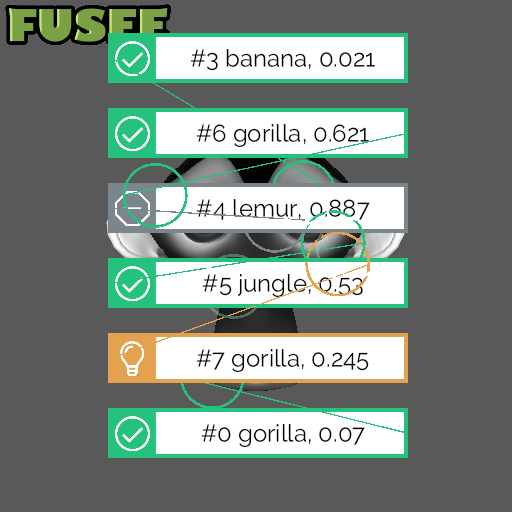 FUSEE
#3 banana, 0.021
#6 gorilla, 0.621
#4 lemur, 0.887
#5 jungle, 0.53
#7 gorilla, 0.245
#0 gorilla, 0.07